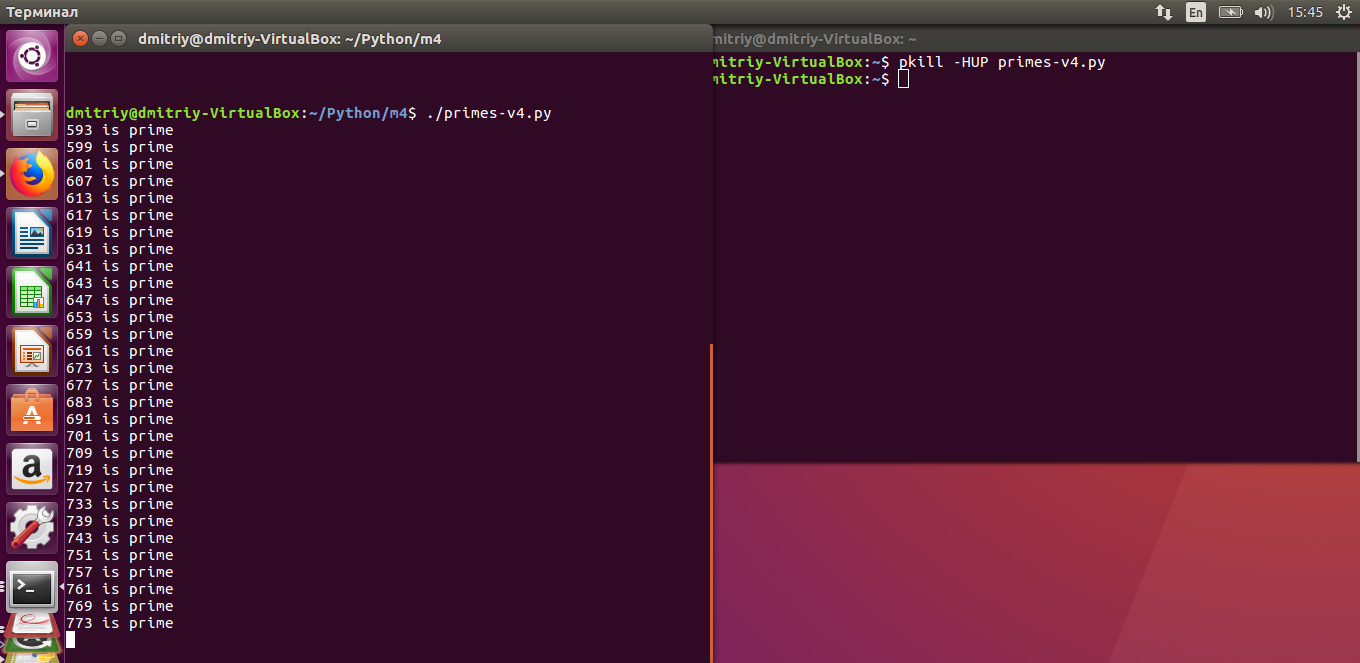 Терминал
En
15:45
dmitriy@dmitriy-VirtualBox: ~/Python/m4
dmitriy@dmitriy-VirtualBox:~/Python/m4$ ./primes-v4.py
593 is prime
599 is prime
601 is prime
607 is prime
613 is prime
617 is prime
619 is prime
631 is prime
641 is prime
643 is prime
647 is prime
653 is prime
659 is prime
661 is prime
673 is prime
677 is prime
683 is prime
691 is prime
701 is prime
709 is prime
719 is prime
727 is prime
733 is prime
739 is prime
743 is prime
751 is prime
757 is prime
761 is prime
769 is prime
773 is prime
mitriy@dmitriy-VirtualBox: ~
mitriy-VirtualBox:~$ pkill -HUP primes-v4.py
mitriy-VirtualBox:~$